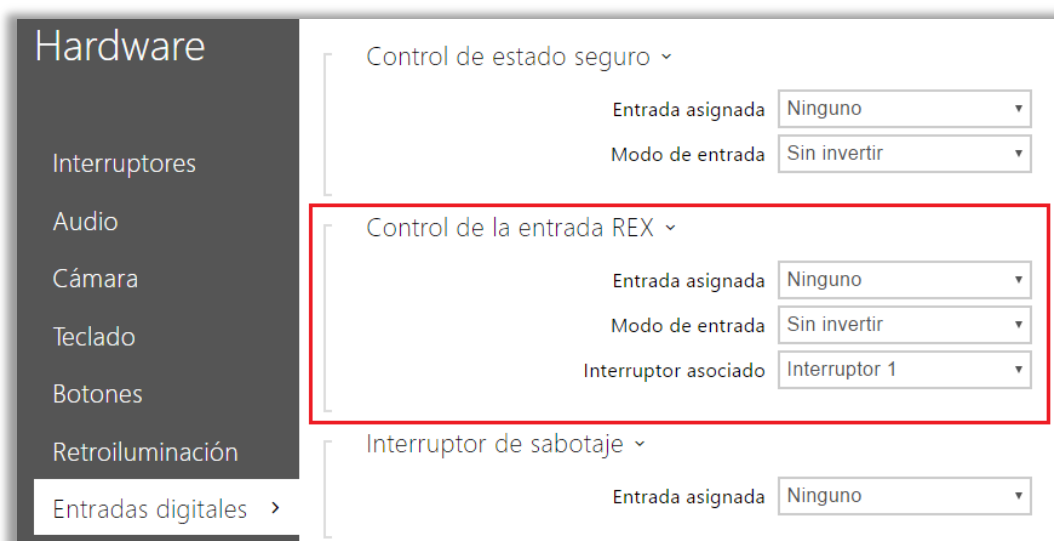 Hardware
Interruptores
Audio
Cámara
Teclado
Botones
Retroiluminación
Entradas digitales
Control de estado seguro
Entrada asignada Ninguno
Modo de entrada Sin invertir
Control de la entrada REX
Entrada asignada Ninguno
Modo de entrada Sin invertir
Interruptor asociado Interruptor 1
Interruptor de sabotaje
Entrada asignada Ninguno